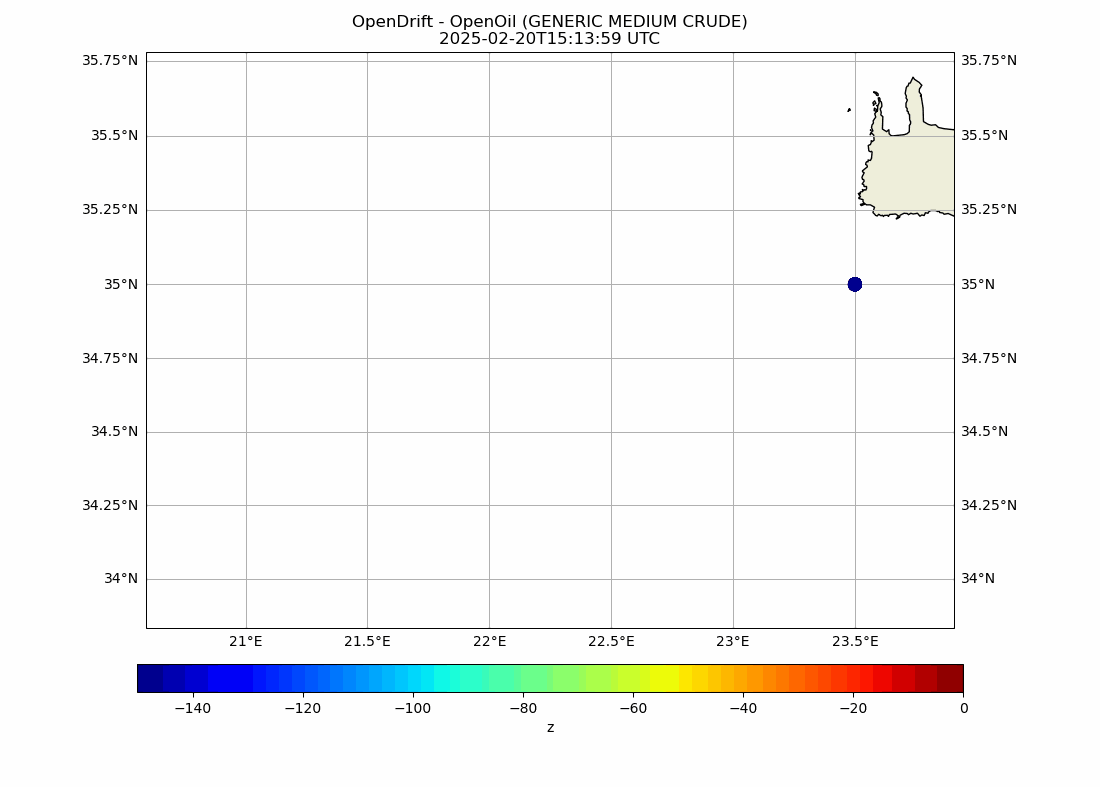 OpenDrift - OpenOil (GENERIC MEDIUM CRUDE)
2025-02-20T15:13:59 UTC
35.75°N 35.75°N
35.5°N 35.5°N
35.25°N 35.25°N
35°N 35°N
34.75°N 34.75°N
34.5°N 34.5°N
34.25°N 34.25°N
34°N 34°N
21°E 21.5°E 22°E 22.5°E 23°E 23.5°E
−140 −120 −100 −80 −60 −40 −20 0
z